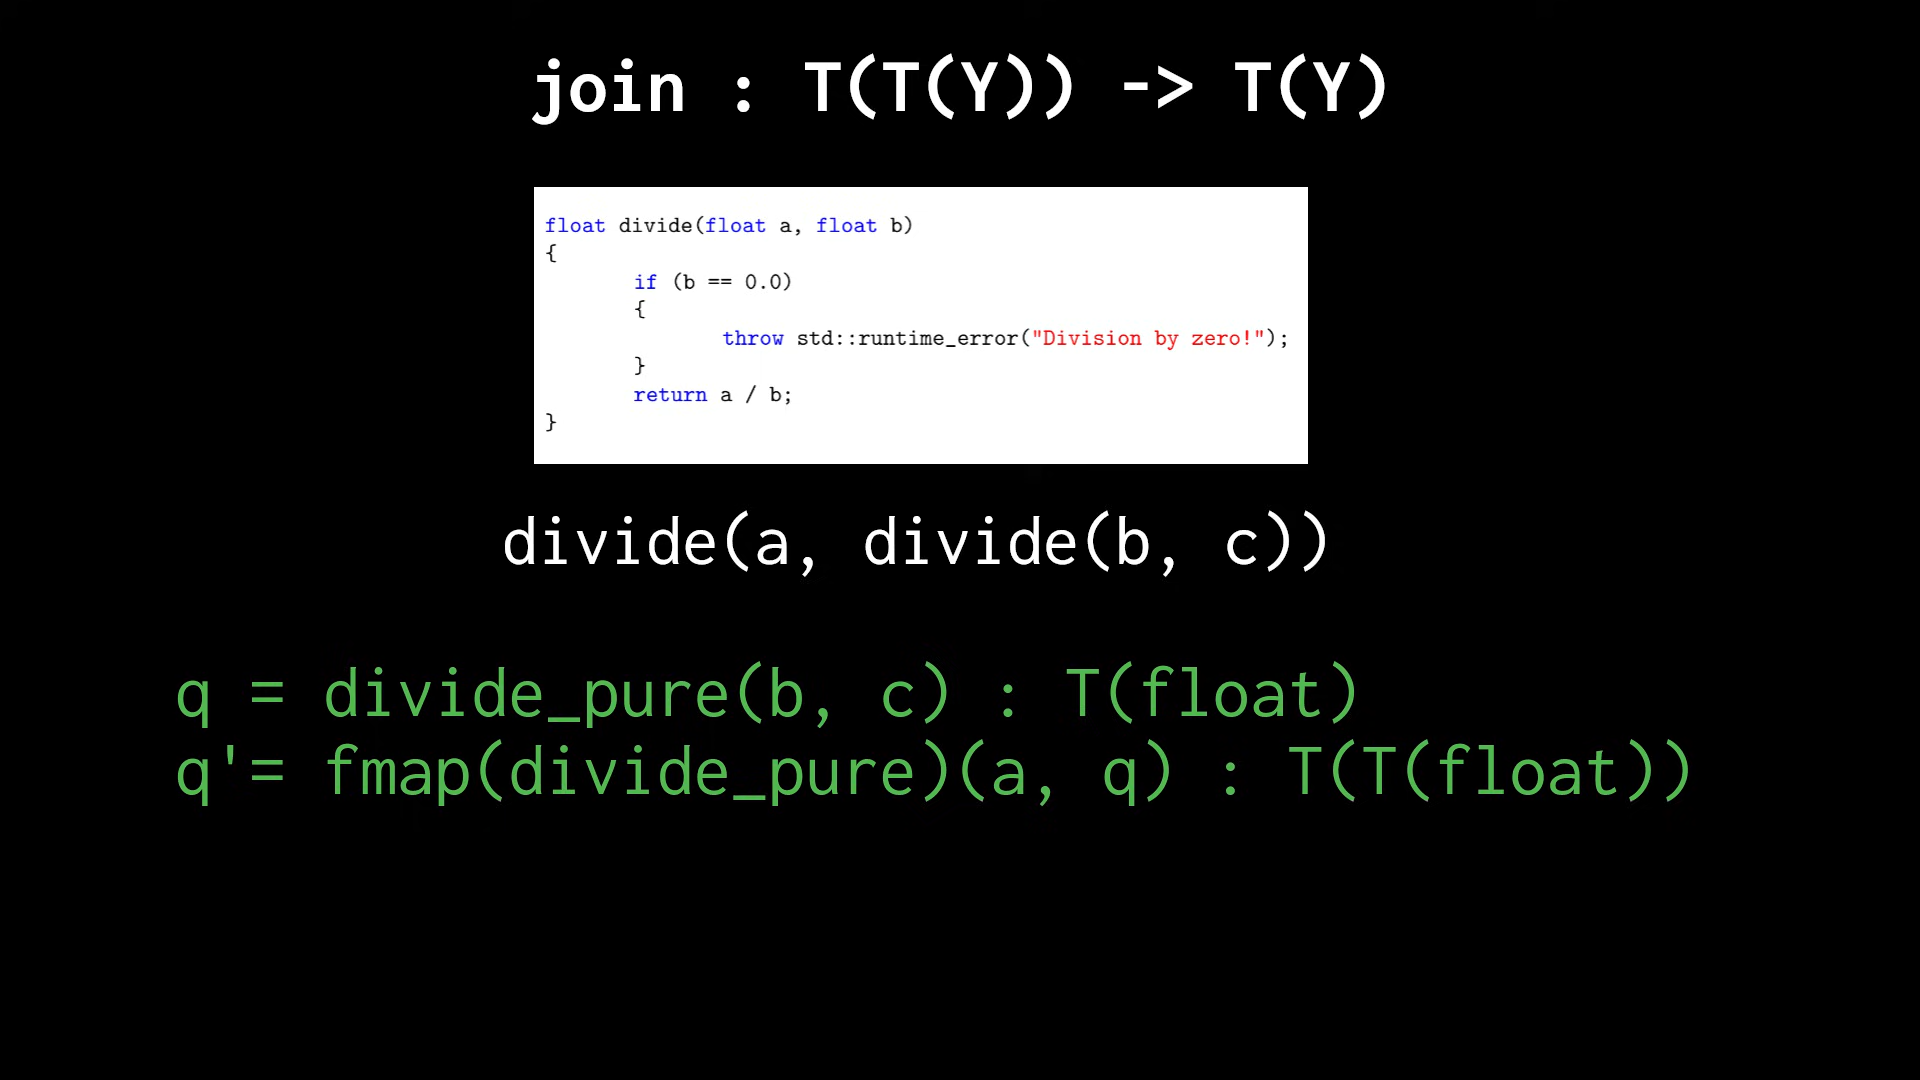 join : T(T(Y)) -> T(Y)
float divide(float a, float b)
{
if (b == 0.0)
{
throw std::runtime_error("Division by zero!");
}
return a / b;
}
divide(a, divide(b, c))
q = divide_pure(b, c) : T(float)
q'= fmap(divide_pure)(a, q) : T(T(float))